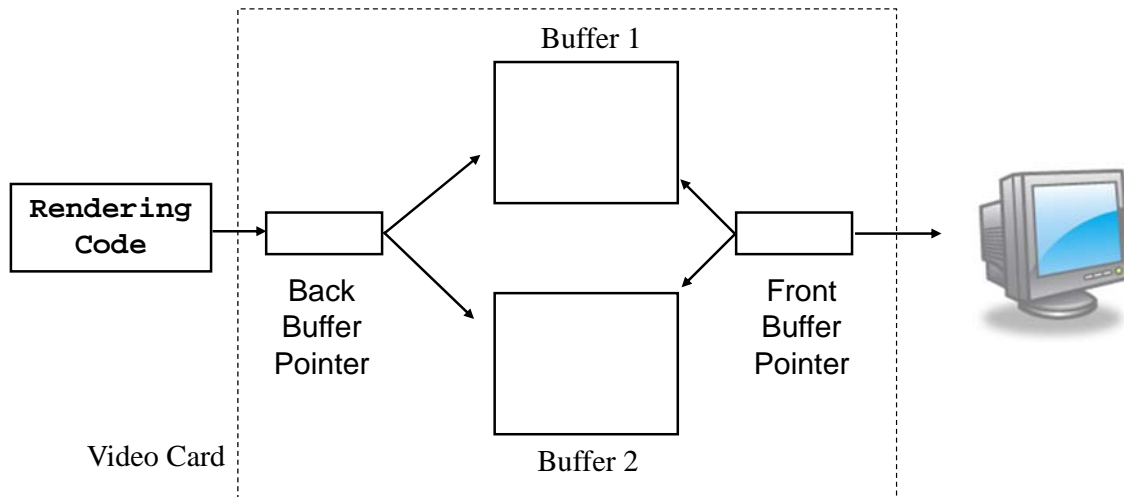 Buffer 1
Rendering
Code
Back
Buffer
Pointer
Front
Buffer
Pointer
Video Card
Buffer 2